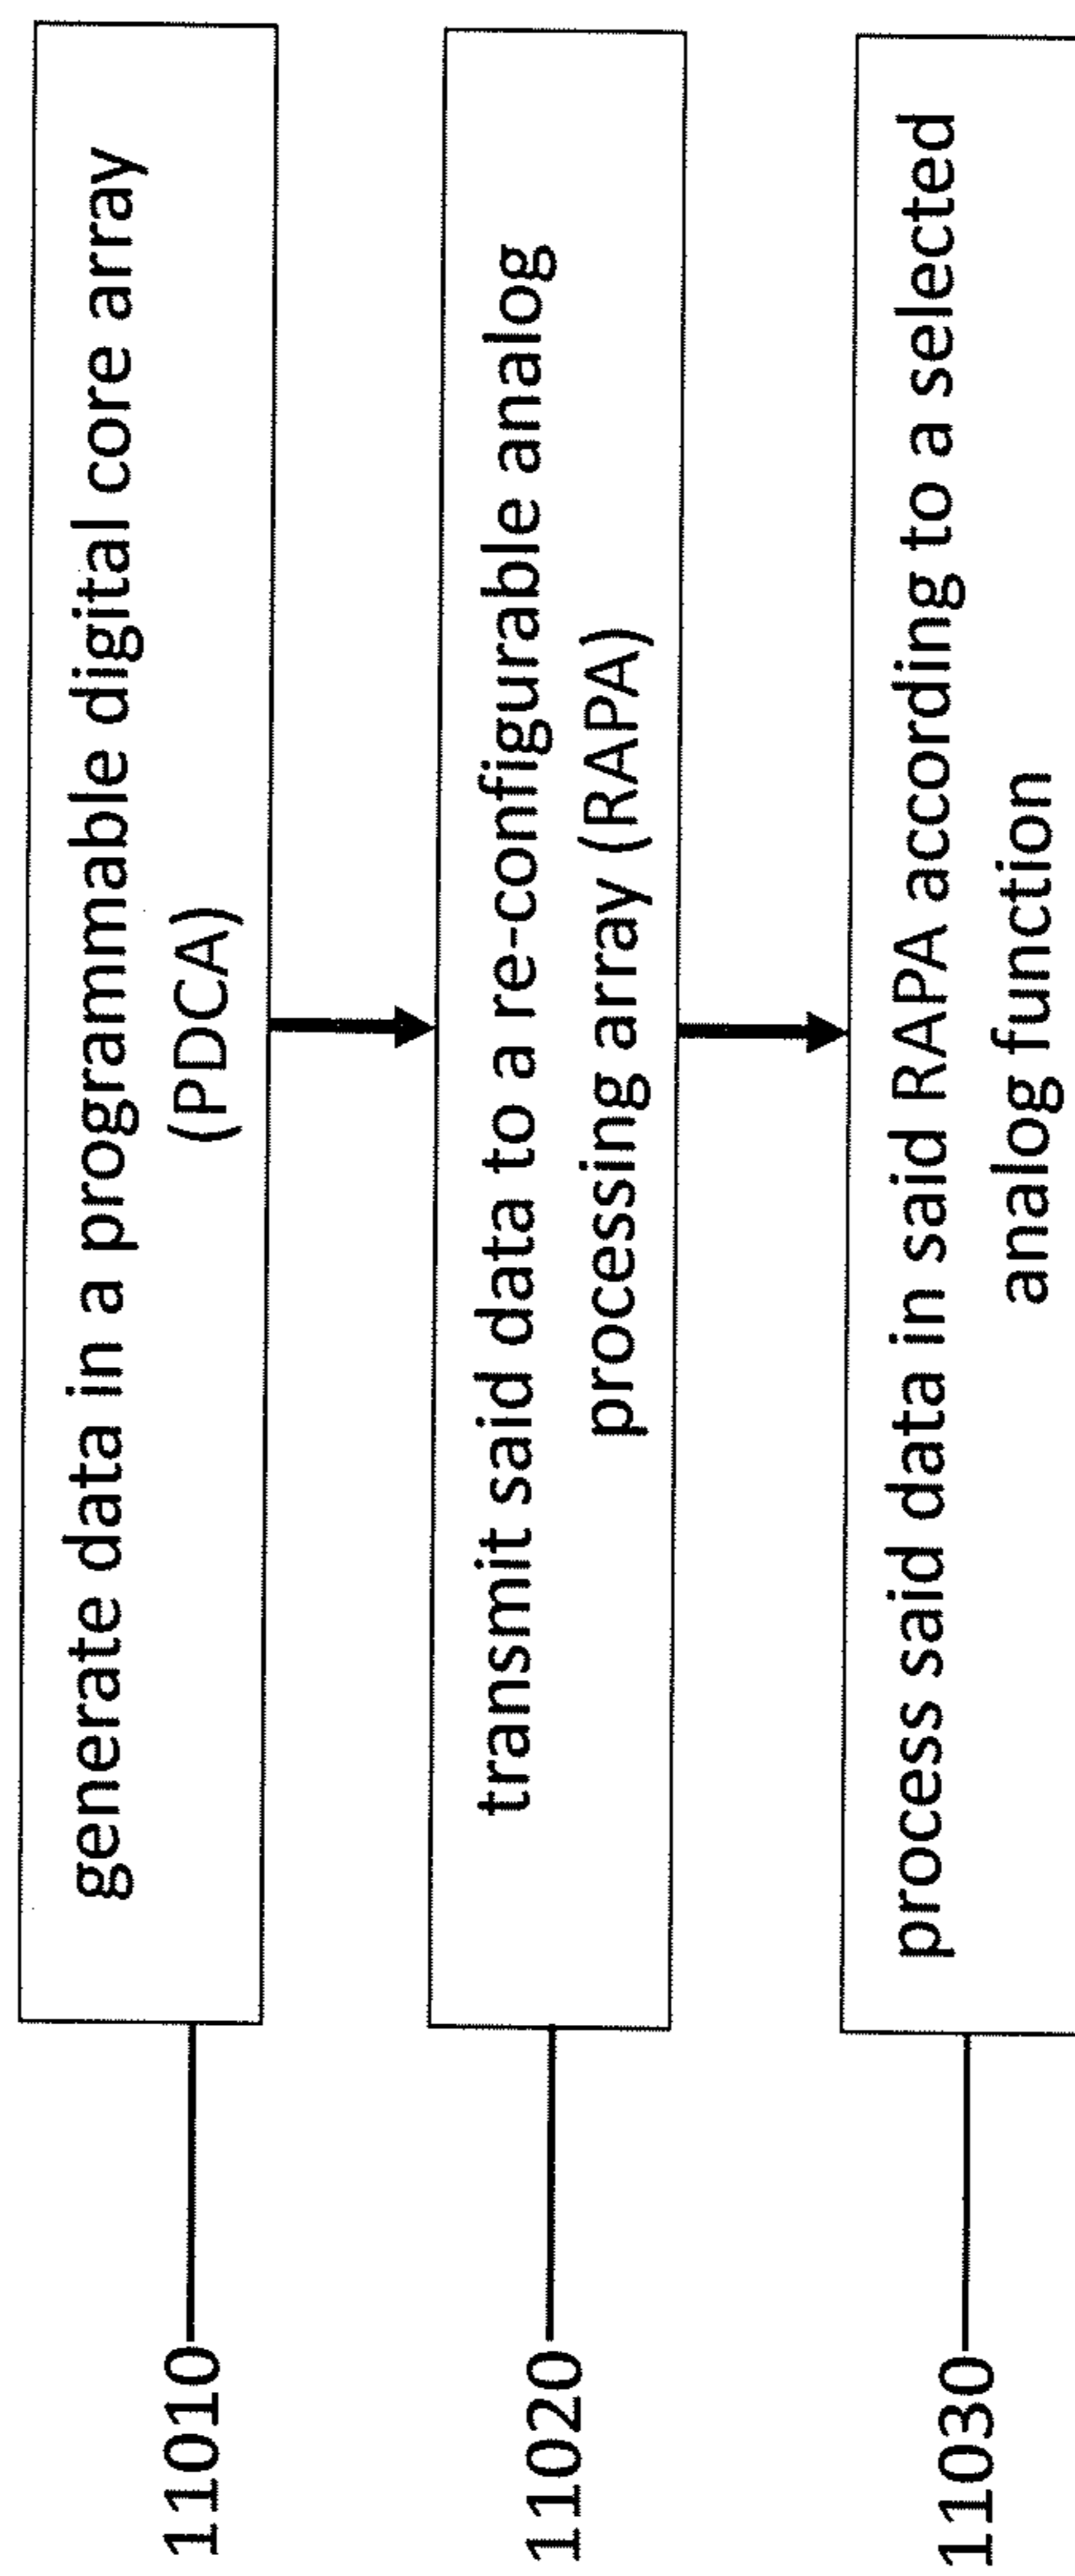 11010
generate data in a programmable digital core array
(PDCA)
11020
transmit said data to a re-configurable analog
processing array (RAPA)
11030
process said data in said RAPA according to a selected
analog function